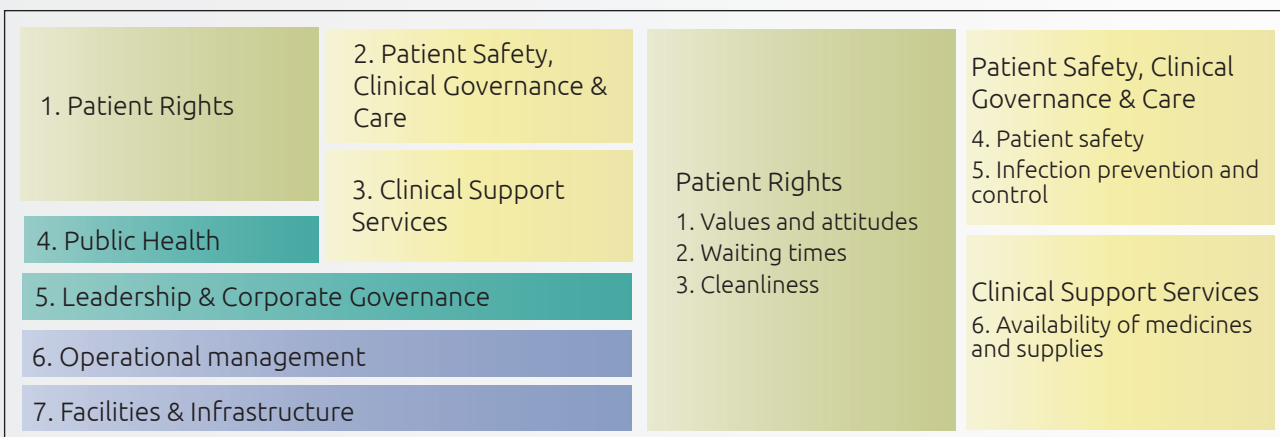 1. Patient Rights
2. Patient Safety,
Clinical Governance &
Care
3. Clinical Support
Services
4. Public Health
5. Leadership & Corporate Governance
6. Operational management
7. Facilities & Infrastructure
Patient Rights
1. Values and attitudes
2. Waiting times
3. Cleanliness
Patient Safety, Clinical
Governance & Care
4. Patient safety
5. Infection prevention and
control
Clinical Support Services
6. Availability of medicines
and supplies